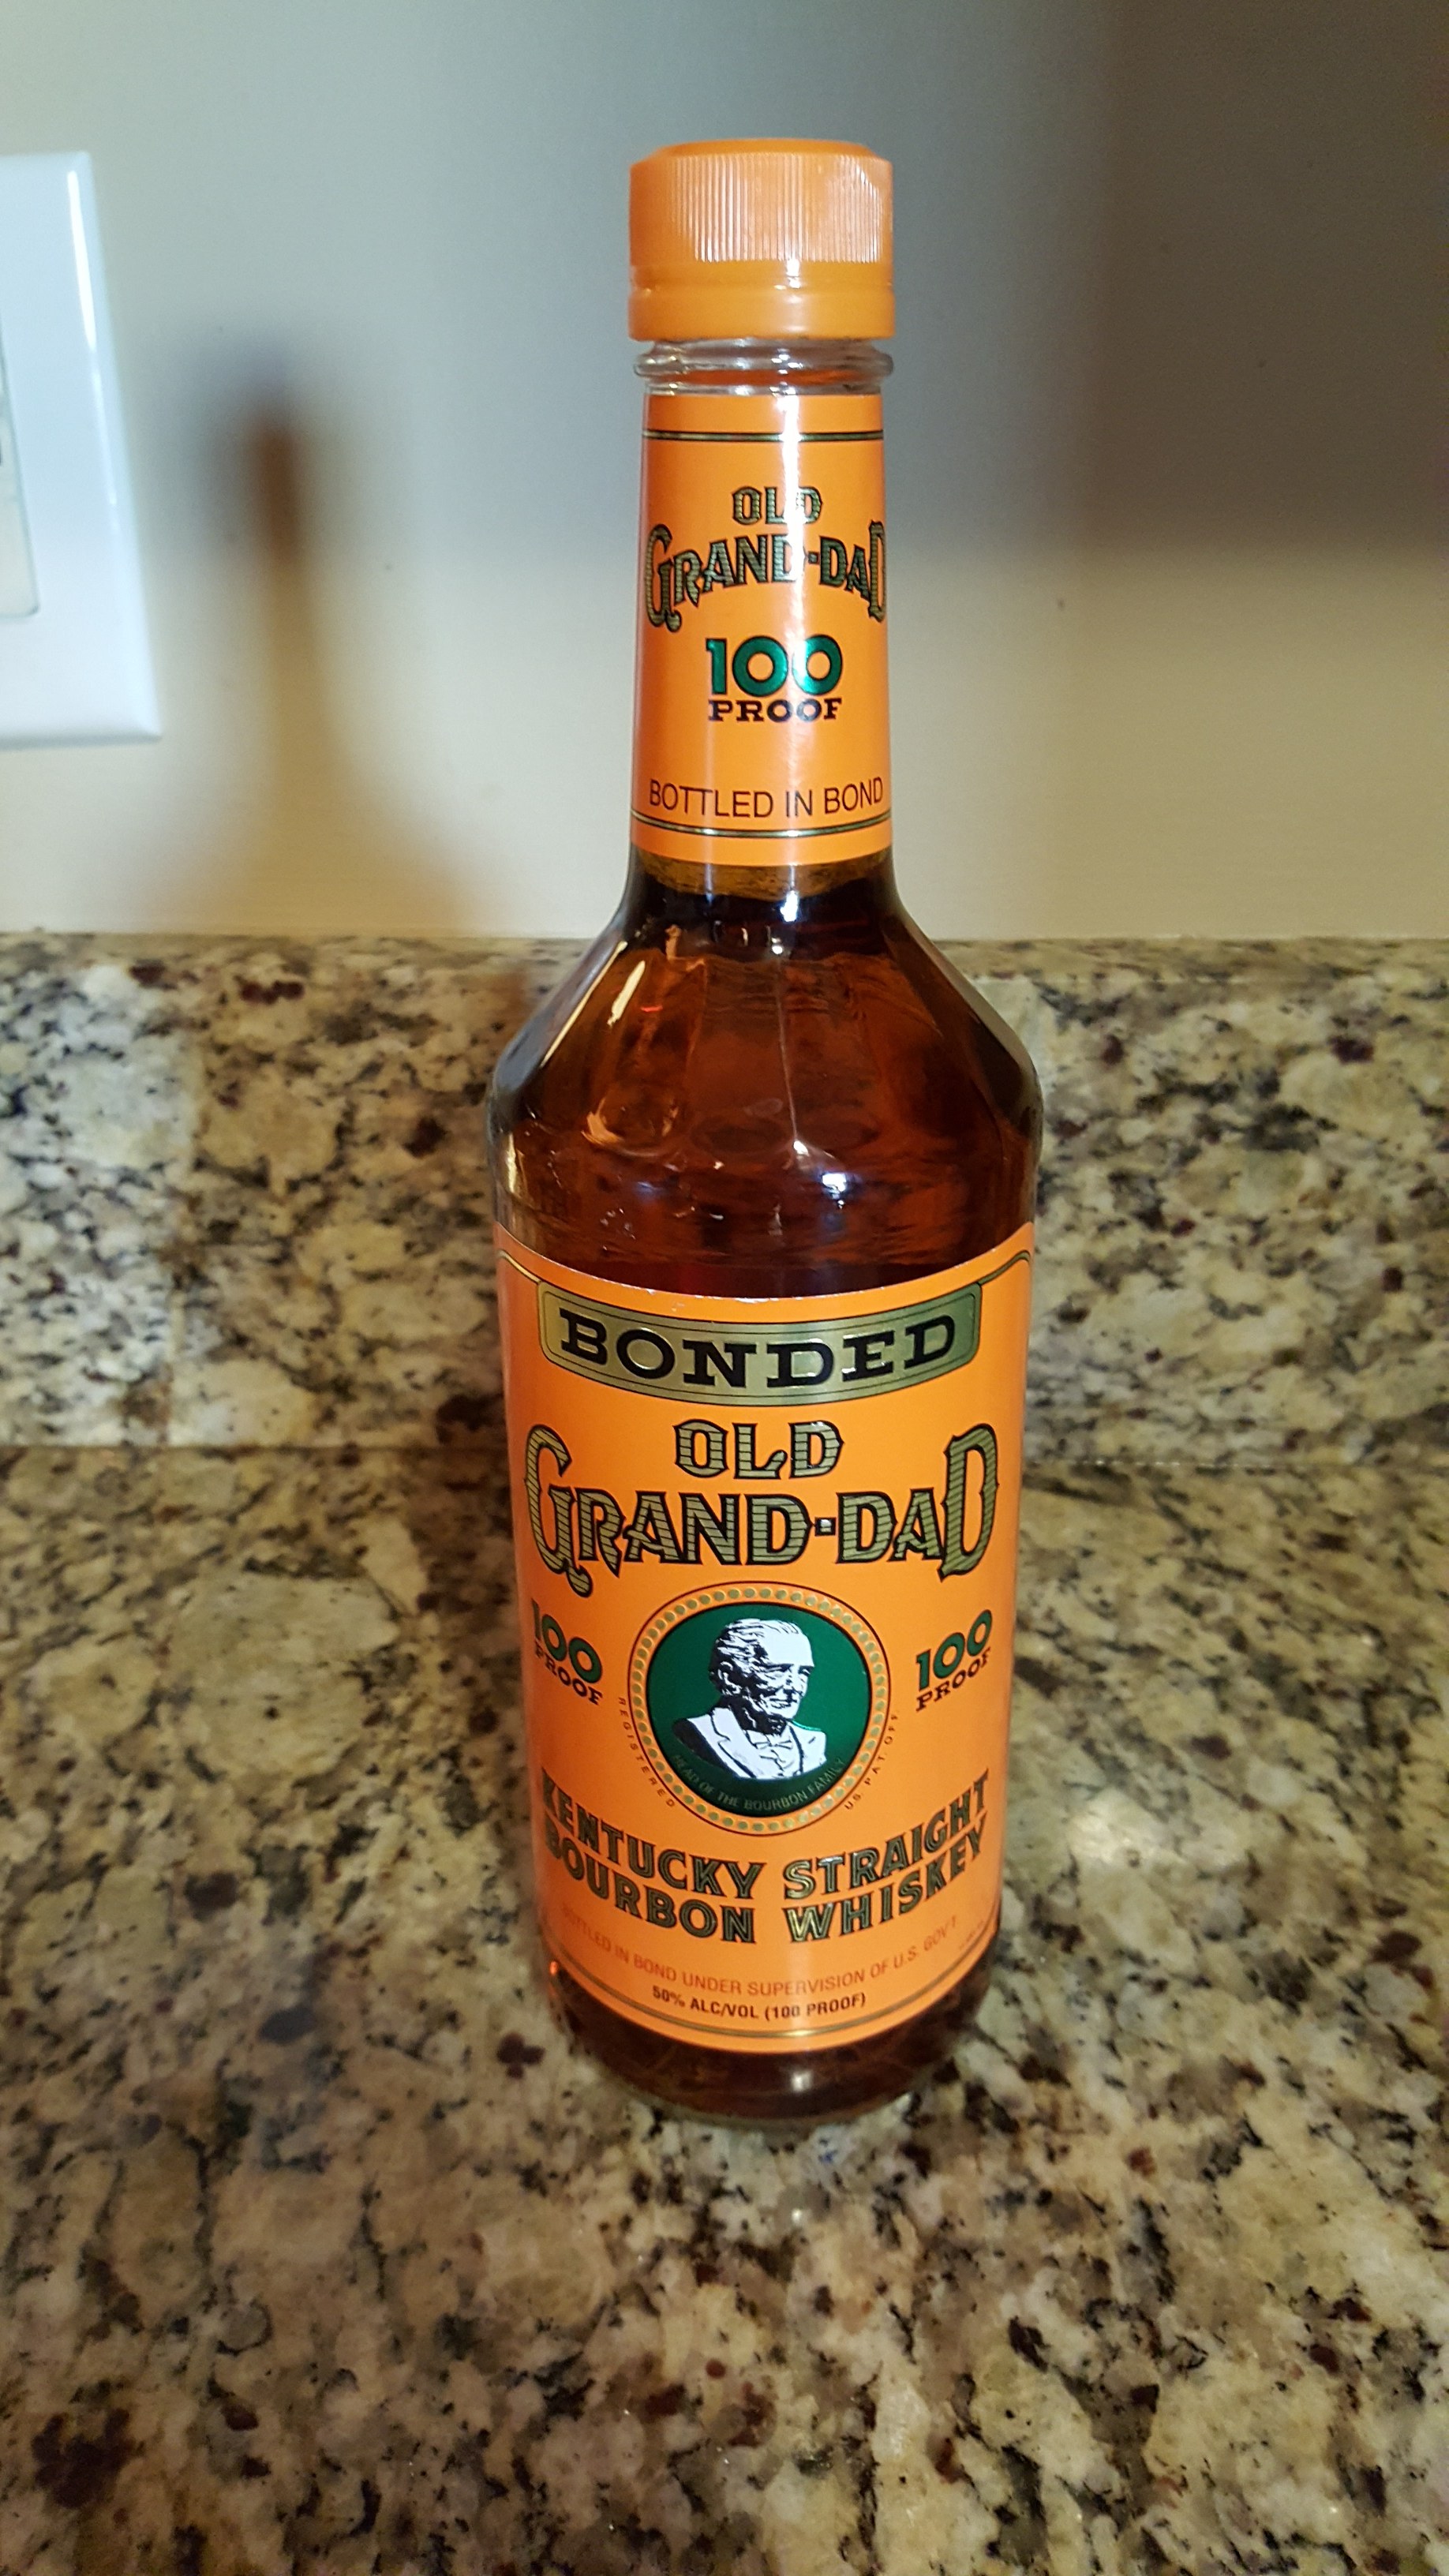 OLD
GRAND-DAD
100
PROOF
BOTTLED IN BOND
BONDED
OLD
GRAND-DAD
100
PROOF
100
PROOF
REGISTERED
HEAD OF THE BOURBON FAMILY
U.S. PAT. OFF.
KENTUCKY STRAIGHT
BOURBON WHISKEY
BOTTLED IN BOND UNDER SUPERVISION OF U.S. GOV'T
50% ALC/VOL (100 PROOF)